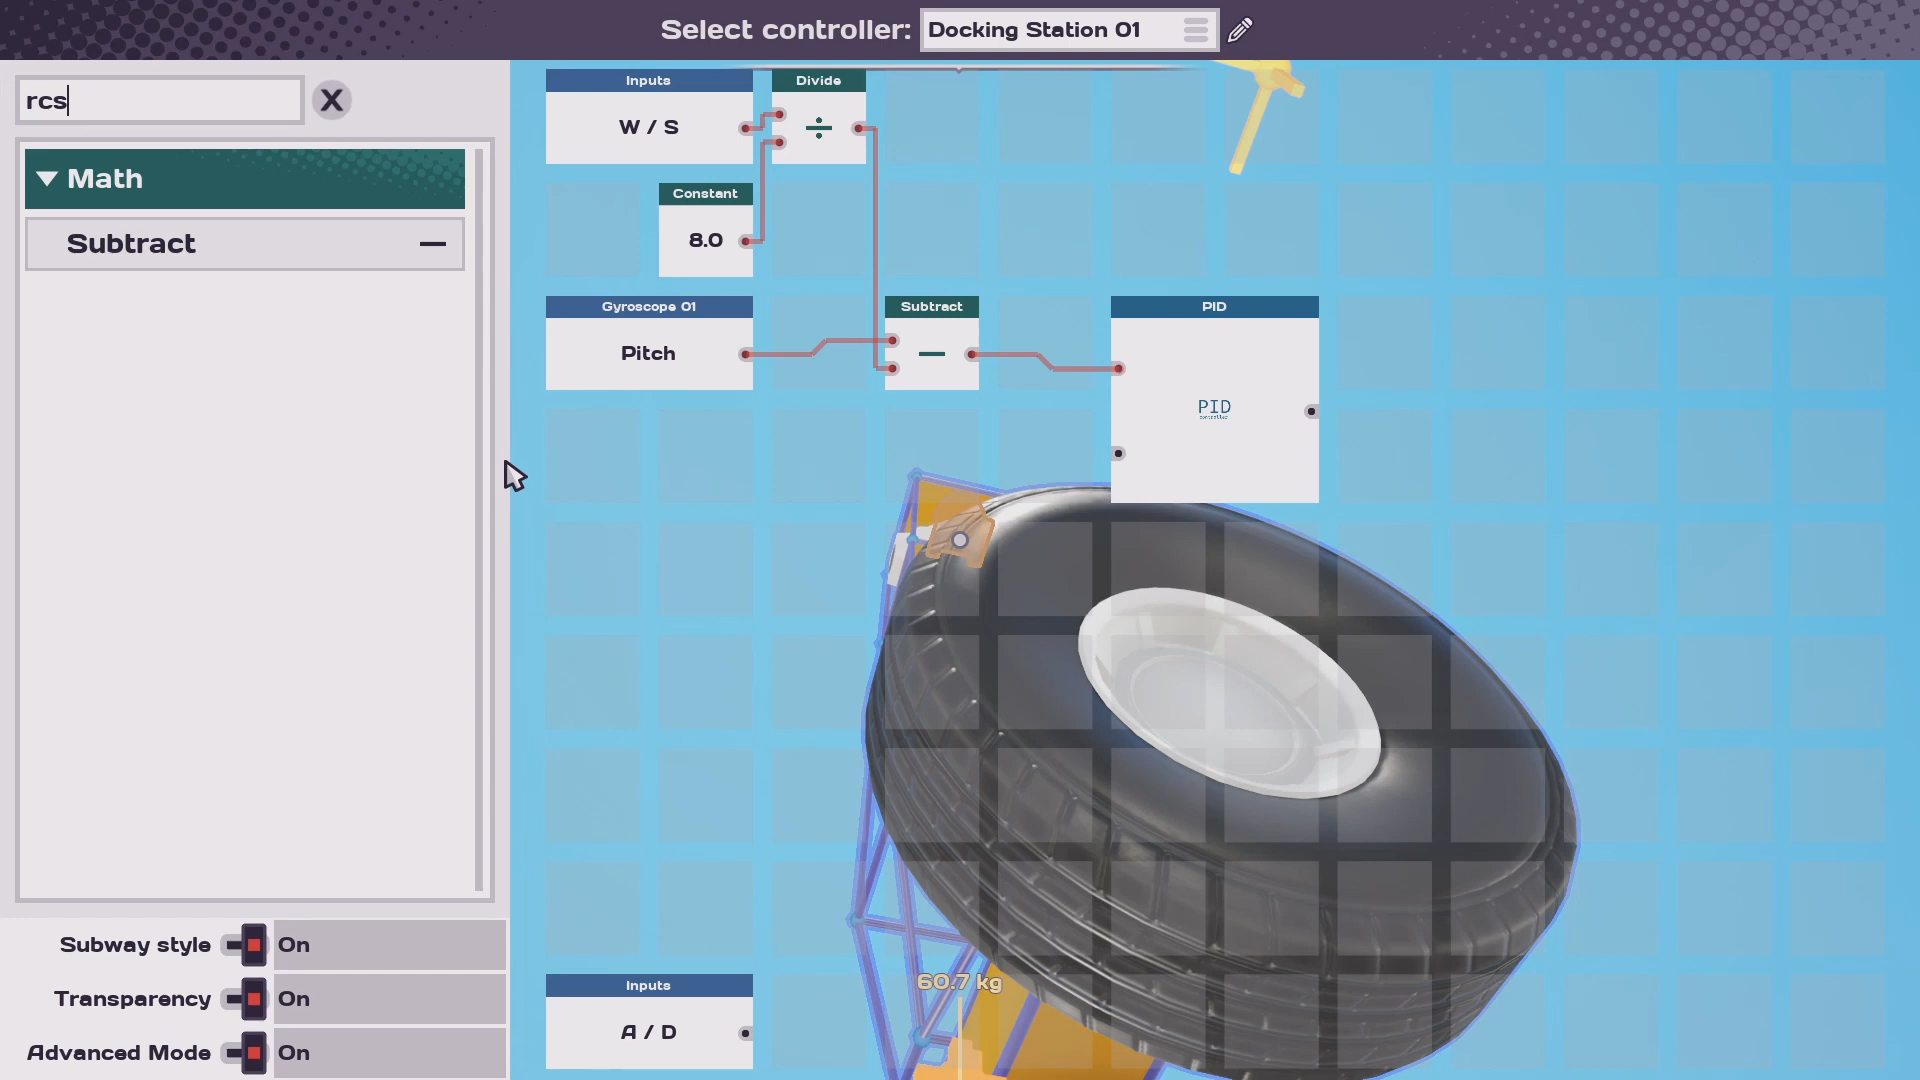 Select controller: Docking Station 01
rcs
X
Math
Subtract
Inputs
W / S
Divide
Constant
8.0
Gyroscope 01
Pitch
Subtract
PID
PID
controller
60.7 kg
Inputs
A / D
Subway style On
Transparency On
Advanced Mode On